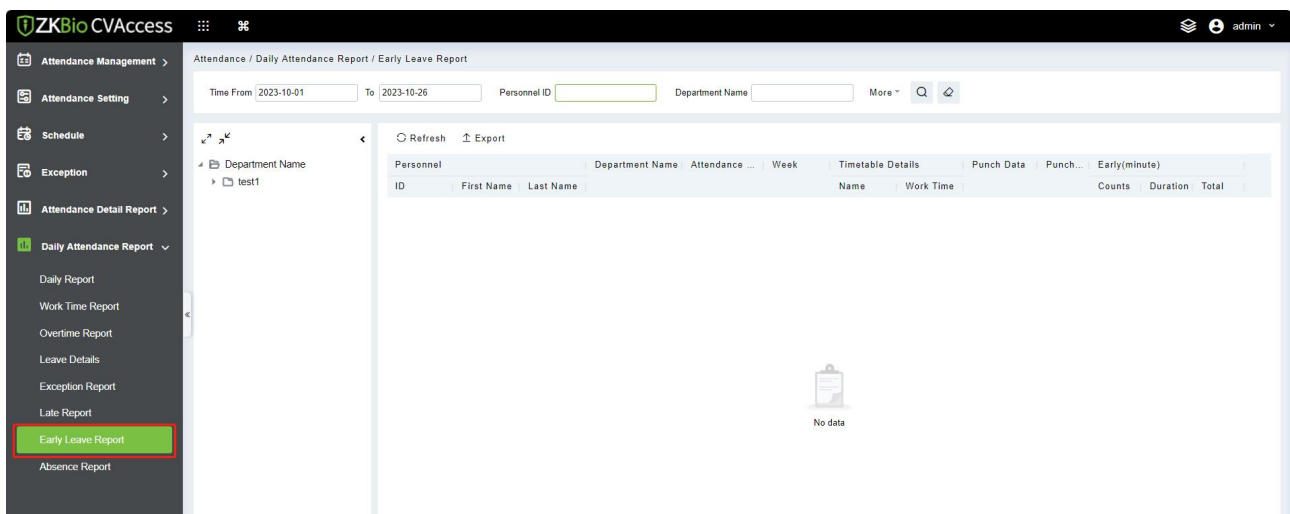 ZKBio CVAccess
admin
Attendance Management
Attendance Setting
Schedule
Exception
Attendance Detail Report
Daily Attendance Report
Daily Report
Work Time Report
Overtime Report
Leave Details
Exception Report
Late Report
Early Leave Report
Absence Report
Attendance / Daily Attendance Report / Early Leave Report
Time From 2023-10-01 To 2023-10-26 Personnel ID Department Name More
Department Name
test1
Refresh Export
Personnel Department Name Attendance ... Week Timetable Details Punch Data Punch... Early(minute)
ID First Name Last Name Name Work Time Counts Duration Total
No data